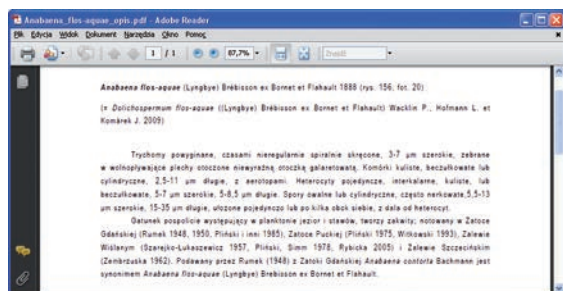 Anabaena_flos-aquae_opis.pdf - Adobe Reader
Plik Edycja Widok Dokument Narzędzia Okno Pomoc
1 / 1 87,7% Znajdź
Anabaena flos-aquae (Lyngbye) Brébisson ex Bornet et Flahault 1888 (rys. 156, fot. 20)
(= Dolichospermum flos-aquae ((Lyngbye) Brébisson ex Bornet et Flahault) Wacklin P., Hofmann L. et
Komárek J. 2009)
Trychomy powyginane, czasami nieregularnie spiralnie skręcone, 3-7 µm szerokie, zebrane
w wolnopływające plechy otoczone niewyraźną otoczką galaretowatą. Komórki kuliste, beczułkowate lub
cylindryczne, 2,5-11 µm długie, z aerotopami. Heterocyty pojedyncze, interkalarne, kuliste, lub
beczułkowate, 5-7 µm szerokie, 5-8,5 µm długie. Spory owalne lub cylindryczne, często nerkowate,5,5-13
µm szerokie, 15-35 µm długie, ułożone pojedynczo lub po kilka obok siebie, z dala od heterocyt.
Gatunek pospolicie występujący w planktonie jezior i stawów, tworzy zakwity; notowany w Zatoce
Gdańskiej (Rumek 1948, 1950, Pliński i inni 1985), Zatoce Puckiej (Pliński 1975, Witkowski 1993), Zalewie
Wiślanym (Szarejko-Łukaszewicz 1957, Pliński, Simm 1978, Rybicka 2005) i Zalewie Szczecińskim
(Zembrzuska 1962). Podawany przez Rumek (1948) z Zatoki Gdańskiej Anabaena contorta Bachmann jest
synonimem Anabaena flos-aquae (Lyngbye) Brebisson ex Bornet et Flahault.